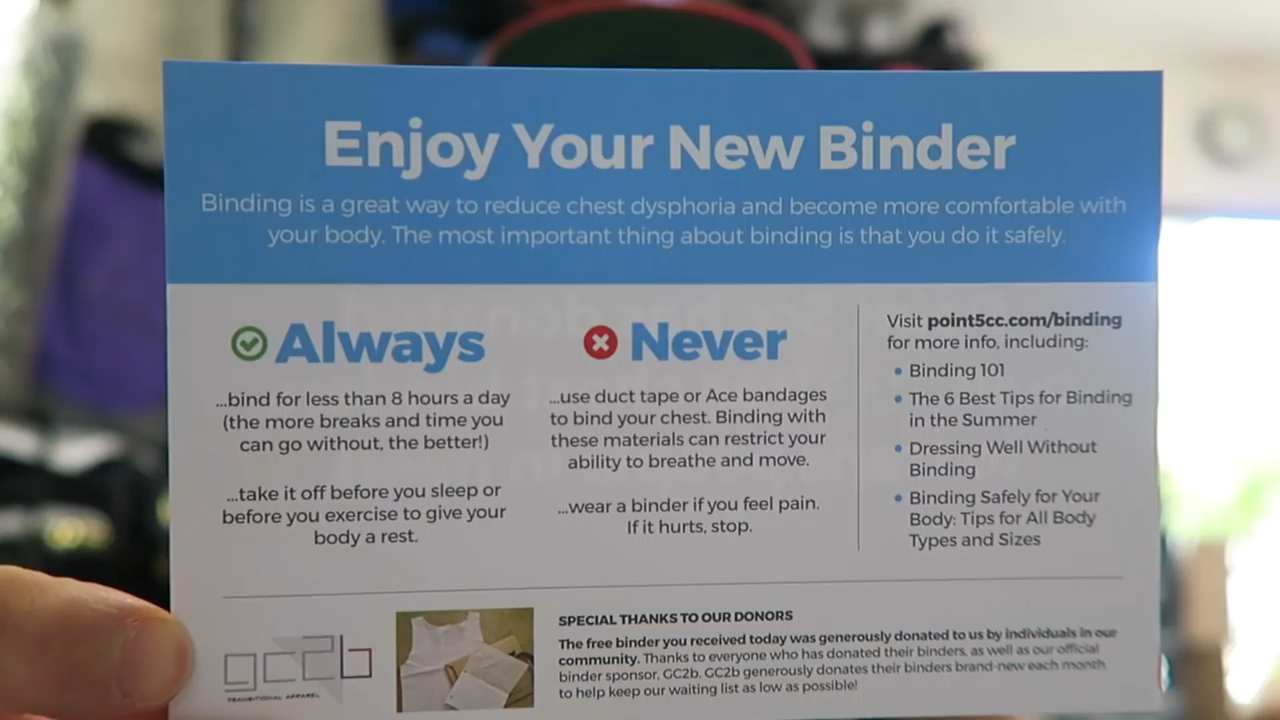 Enjoy Your New Binder
Binding is a great way to reduce chest dysphoria and become more comfortable with
your body. The most important thing about binding is that you do it safely.
Always
...bind for less than 8 hours a day
(the more breaks and time you
can go without, the better!)
...take it off before you sleep or
before you exercise to give your
body a rest.
Never
...use duct tape or Ace bandages
to bind your chest. Binding with
these materials can restrict your
ability to breathe and move.
...wear a binder if you feel pain.
If it hurts, stop.
Visit point5cc.com/binding
for more info, including:
• Binding 101
• The 6 Best Tips for Binding
in the Summer
• Dressing Well Without
Binding
• Binding Safely for Your
Body: Tips for All Body
Types and Sizes
gc2b
TRANSITIONAL APPAREL
SPECIAL THANKS TO OUR DONORS
The free binder you received today was generously donated to us by individuals in our
community. Thanks to everyone who has donated their binders, as well as our official
binder sponsor, GC2b. GC2b generously donates their binders brand-new each month
to help keep our waiting list as low as possible!